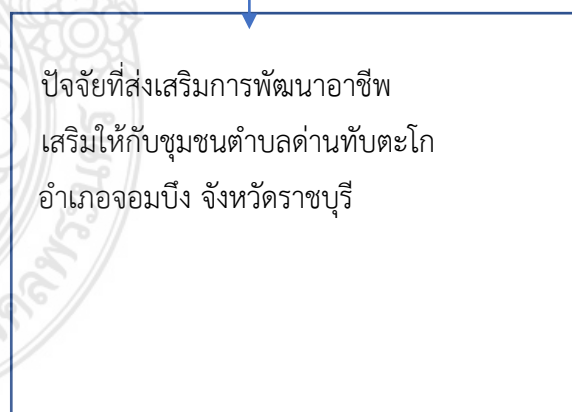 ปัจจัยที่ส่งเสริมการพัฒนาอาชีพ
เสริมให้กับชุมชนตำบลด่านทับตะโก
อำเภอจอมบึง จังหวัดราชบุรี